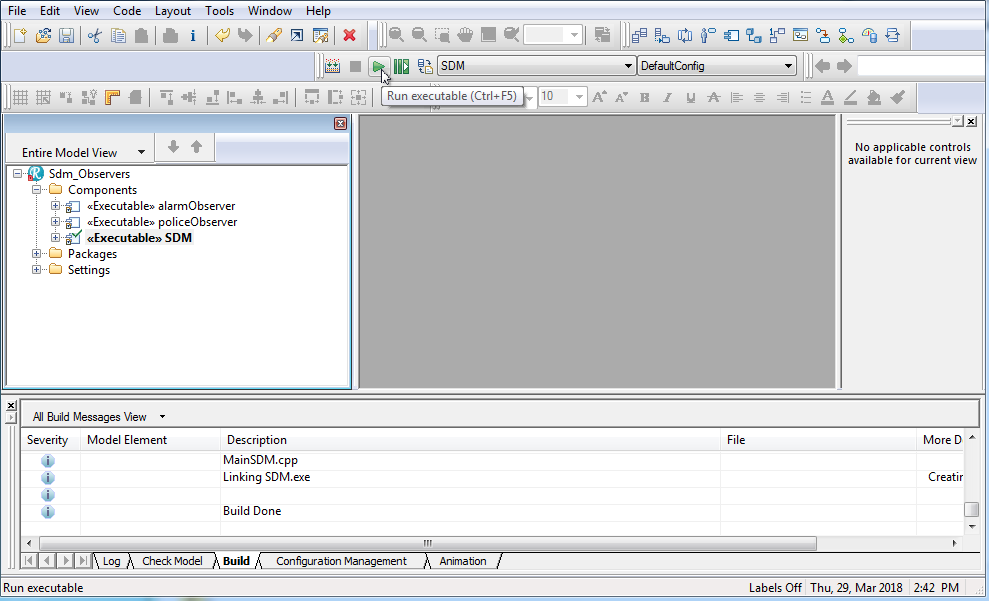 File Edit View Code Layout Tools Window Help
SDM DefaultConfig
Run executable (Ctrl+F5) 10
Entire Model View
No applicable controls
available for current view
Sdm_Observers
Components
«Executable» alarmObserver
«Executable» policeObserver
«Executable» SDM
Packages
Settings
All Build Messages View
Severity Model Element Description File More D
MainSDM.cpp
Linking SDM.exe Creatin
Build Done
Log Check Model Build Configuration Management Animation
Run executable Labels Off Thu, 29, Mar 2018 2:42 PM